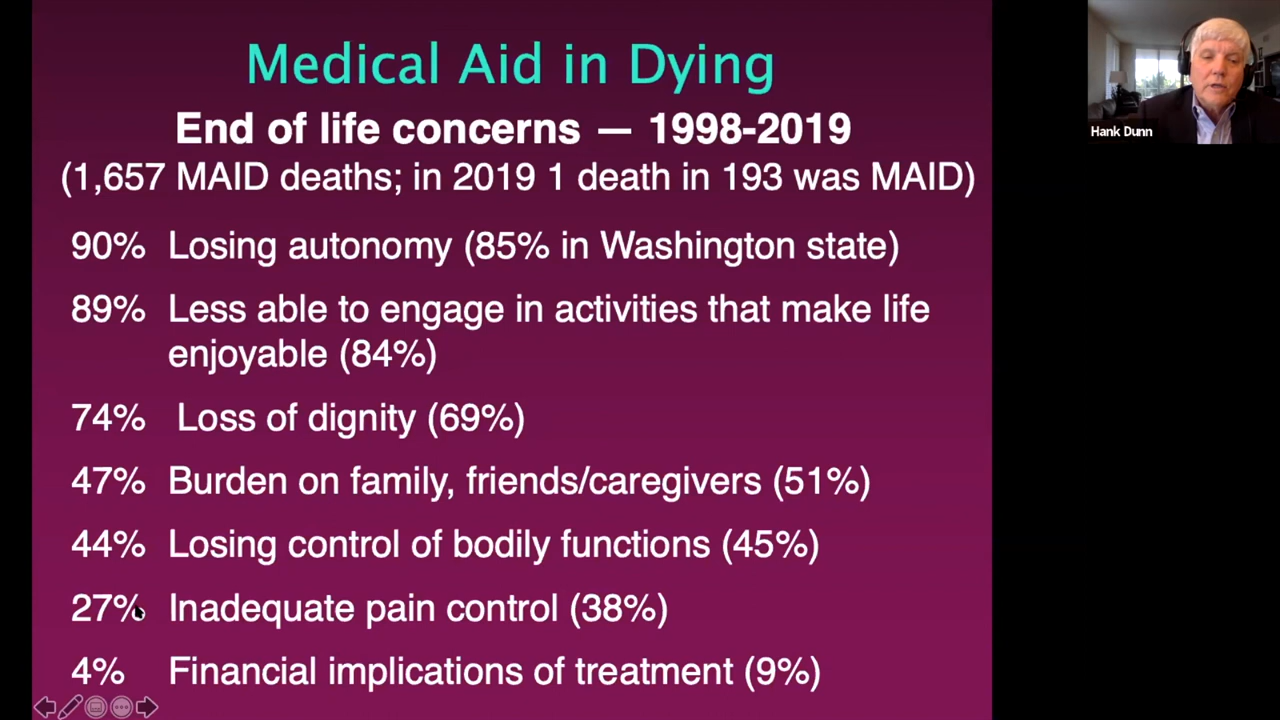 Medical Aid in Dying
End of life concerns — 1998-2019
(1,657 MAID deaths; in 2019 1 death in 193 was MAID)
90% Losing autonomy (85% in Washington state)
89% Less able to engage in activities that make life
enjoyable (84%)
74% Loss of dignity (69%)
47% Burden on family, friends/caregivers (51%)
44% Losing control of bodily functions (45%)
27% Inadequate pain control (38%)
4% Financial implications of treatment (9%)
Hank Dunn